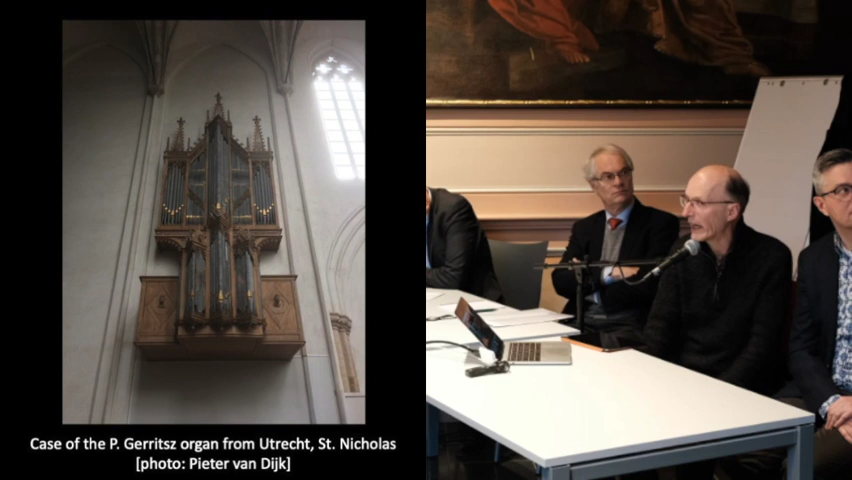 Case of the P. Gerritsz organ from Utrecht, St. Nicholas
[photo: Pieter van Dijk]